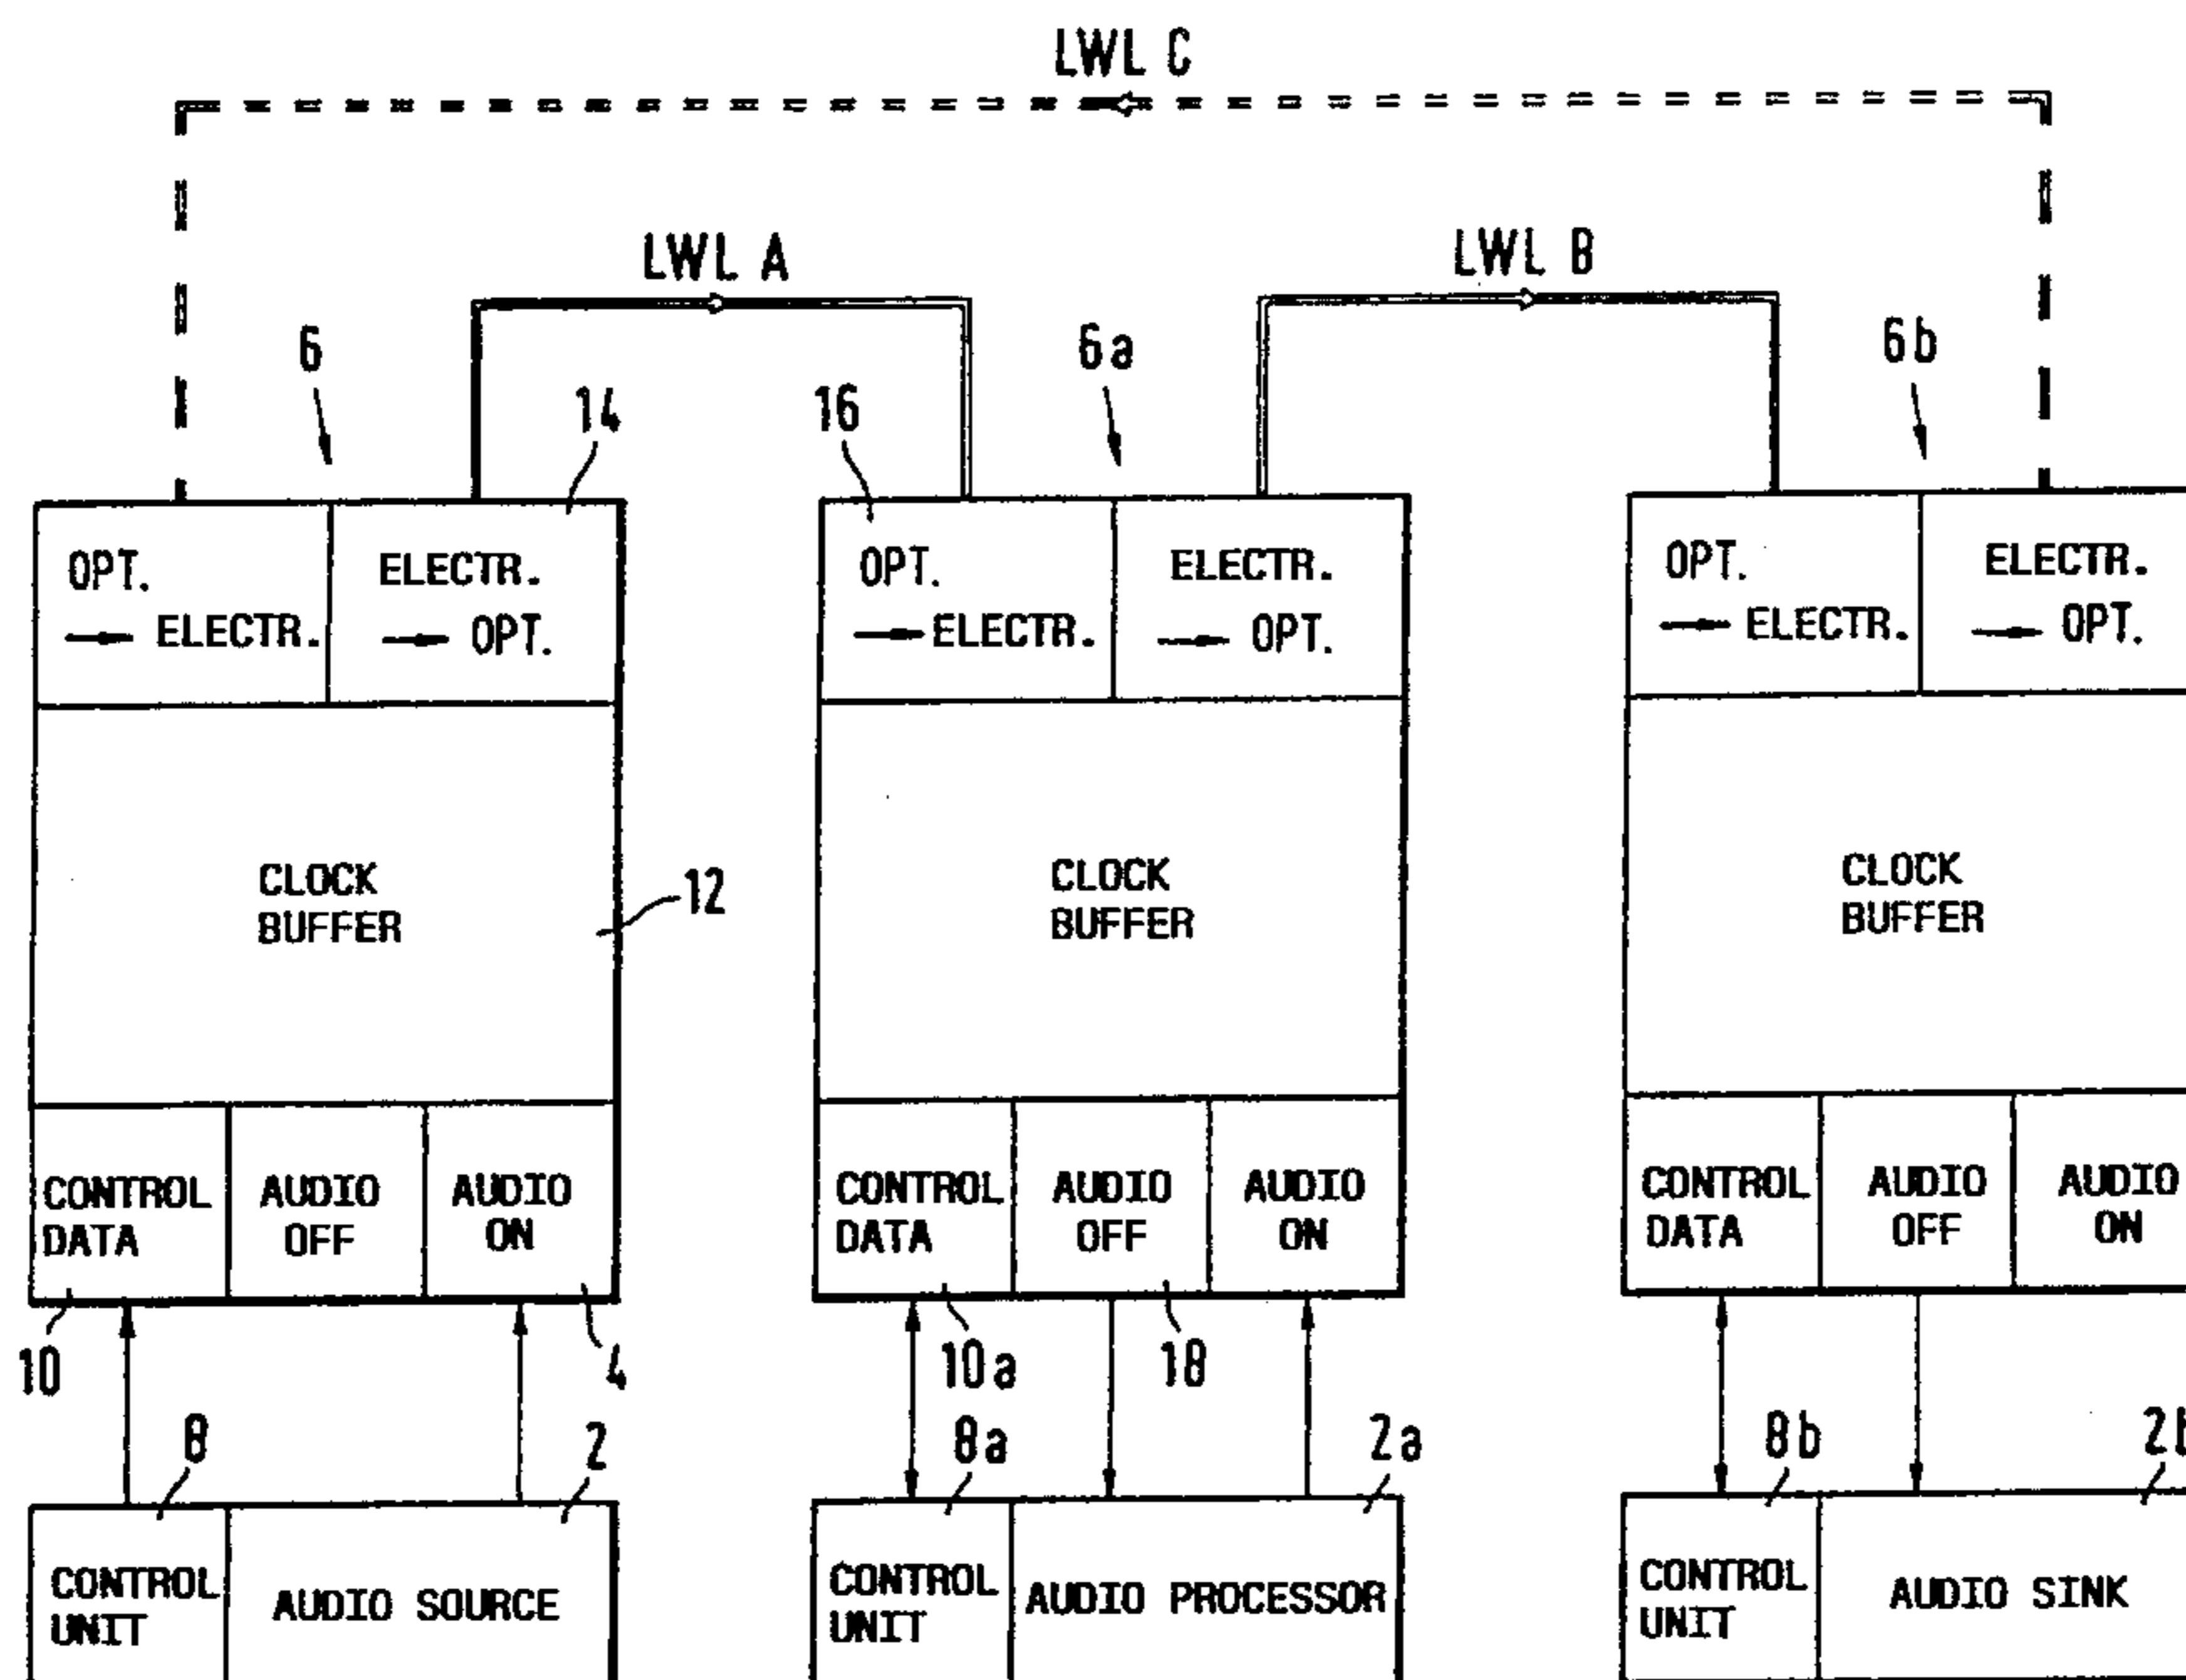 LWL C
LWL A
LWL B
6
6a
6b
14
16
OPT.
ELECTR.
ELECTR.
OPT.
OPT.
ELECTR.
ELECTR.
OPT.
OPT.
ELECTR.
ELECTR.
OPT.
CLOCK
BUFFER
12
CLOCK
BUFFER
CLOCK
BUFFER
CONTROL
DATA
AUDIO
OFF
AUDIO
ON
CONTROL
DATA
AUDIO
OFF
AUDIO
ON
CONTROL
DATA
AUDIO
OFF
AUDIO
ON
10
4
10a
18
8
2
8a
2a
8b
2b
CONTROL
UNIT
AUDIO SOURCE
CONTROL
UNIT
AUDIO PROCESSOR
CONTROL
UNIT
AUDIO SINK